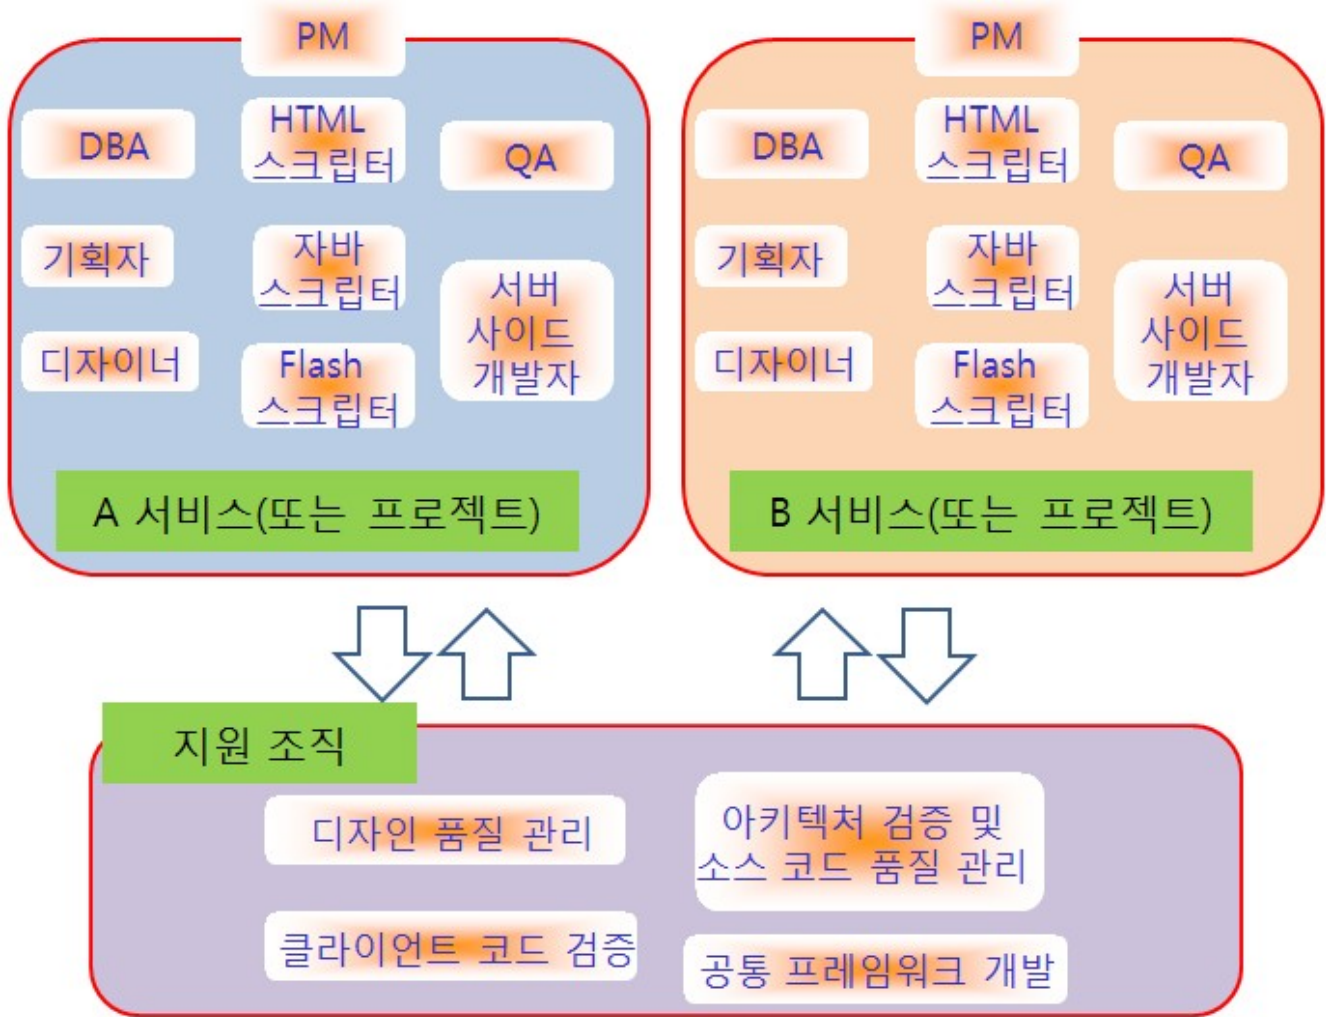 PM
DBA
HTML
스크립터
QA
기획자
자바
스크립터
서버
사이드
개발자
디자이너
Flash
스크립터
A 서비스(또는 프로젝트)
PM
DBA
HTML
스크립터
QA
기획자
자바
스크립터
서버
사이드
개발자
디자이너
Flash
스크립터
B 서비스(또는 프로젝트)
지원 조직
디자인 품질 관리
아키텍처 검증 및
소스 코드 품질 관리
클라이언트 코드 검증
공통 프레임워크 개발